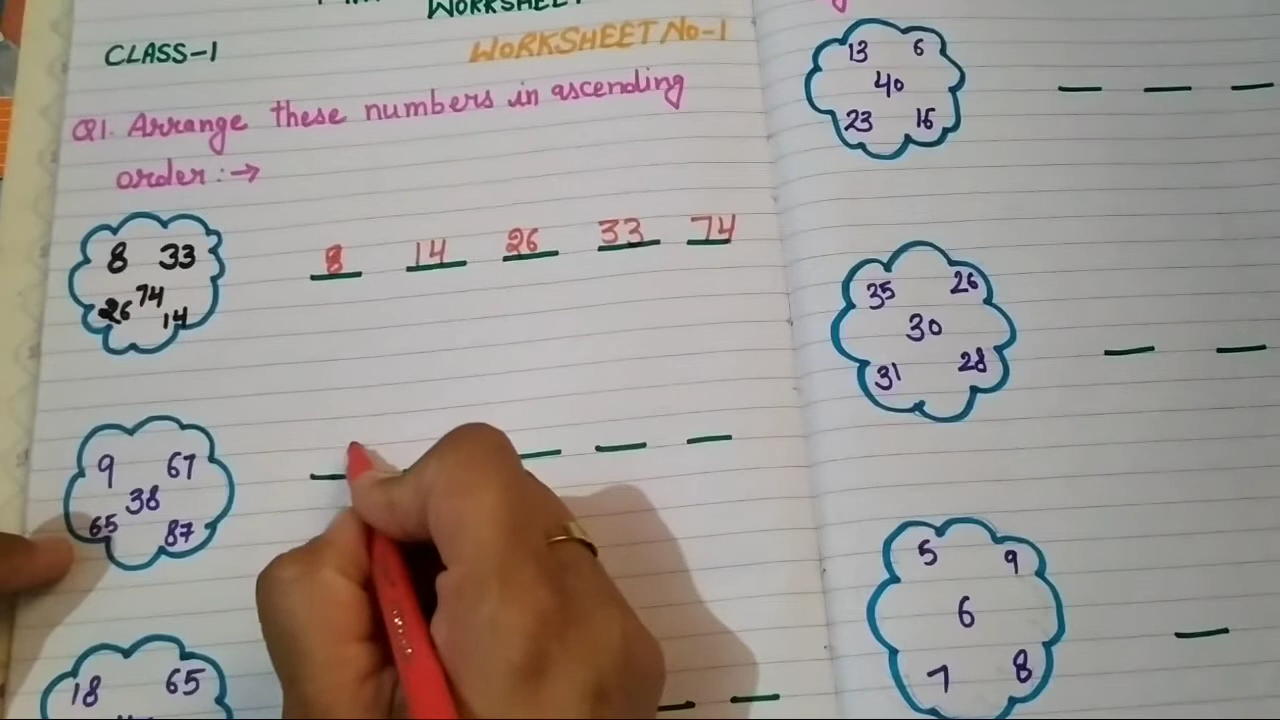 WORKSHEET
CLASS-1
WORKSHEET NO-1
Q1. Arrange these numbers in ascending
order:→
8 33
74
26 14
8 14 26 33 74
9 67
38
65 87
18 65
13 6
40
23 16
35 26
30
31 28
5 9
6
7 8